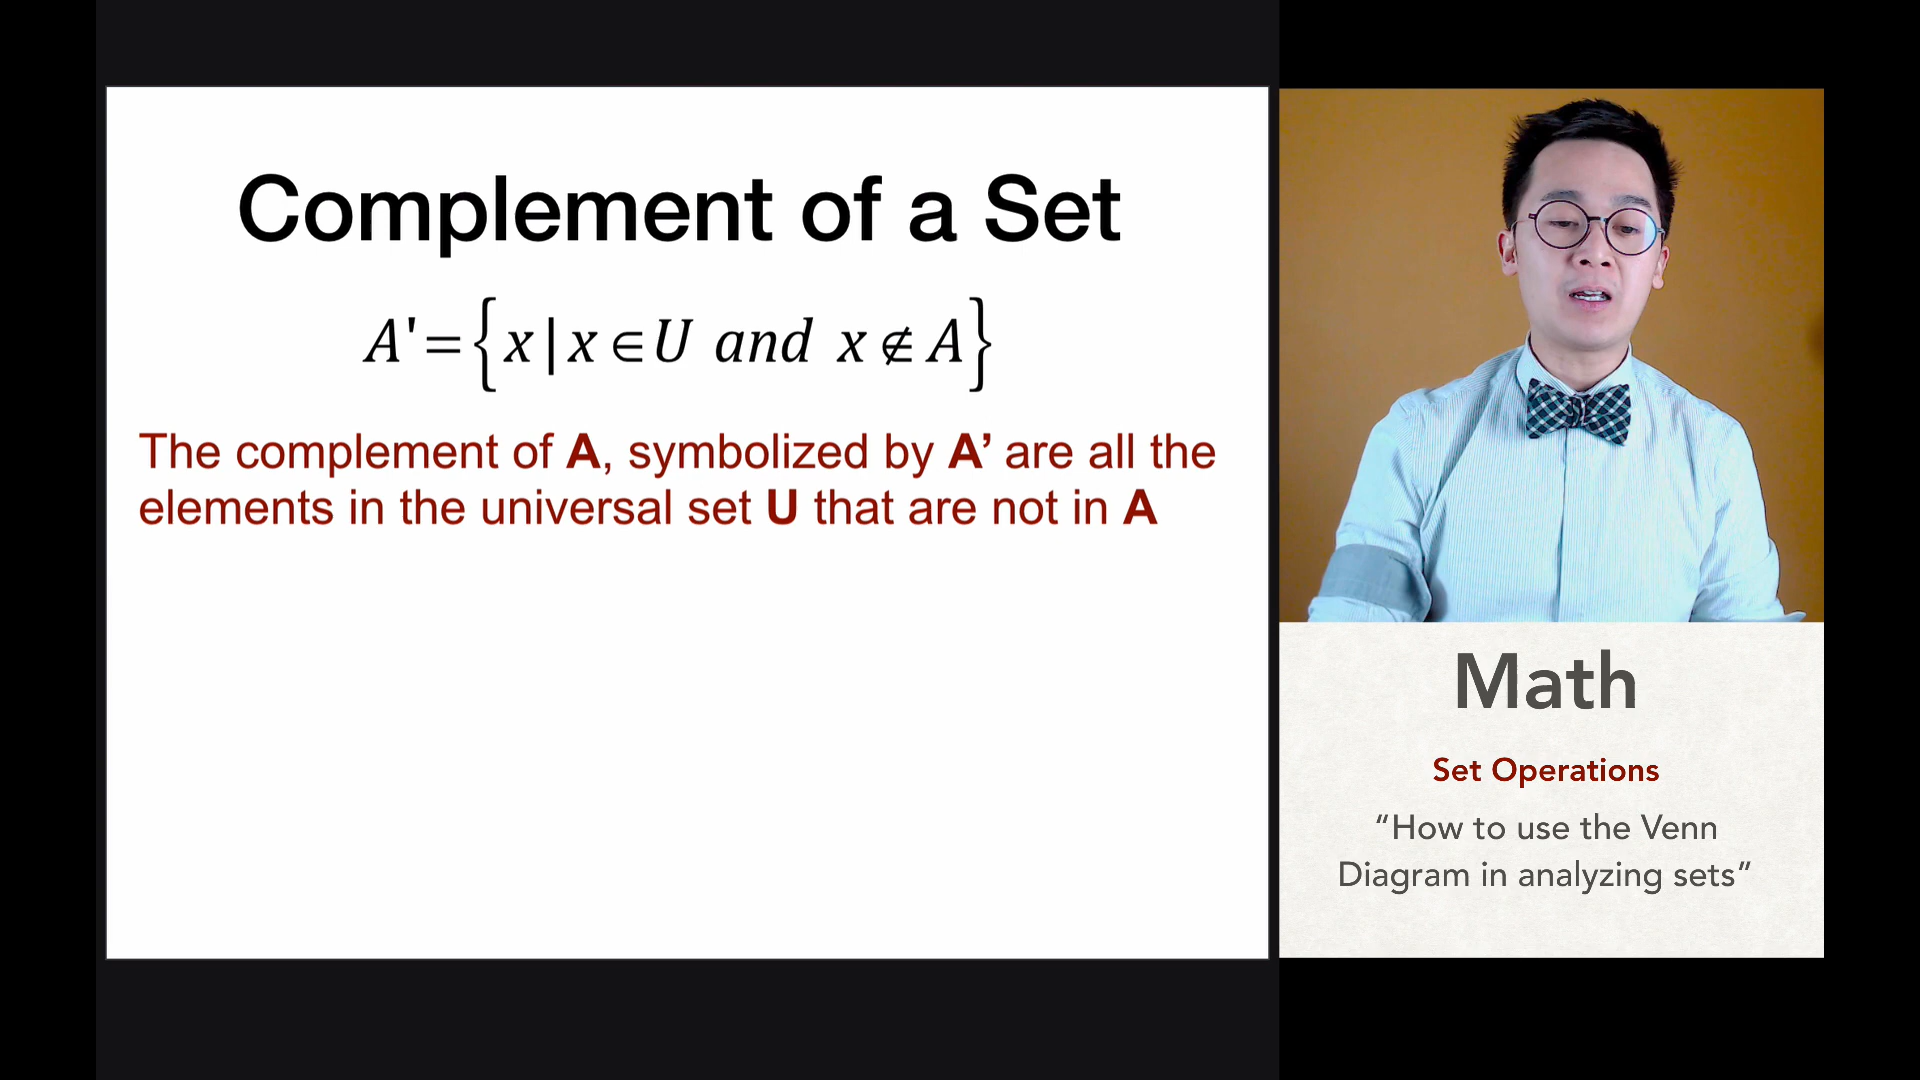 Complement of a Set
A'={x|x∈U and x∉A}
The complement of A, symbolized by A’ are all the
elements in the universal set U that are not in A
Math
Set Operations
“How to use the Venn
Diagram in analyzing sets”